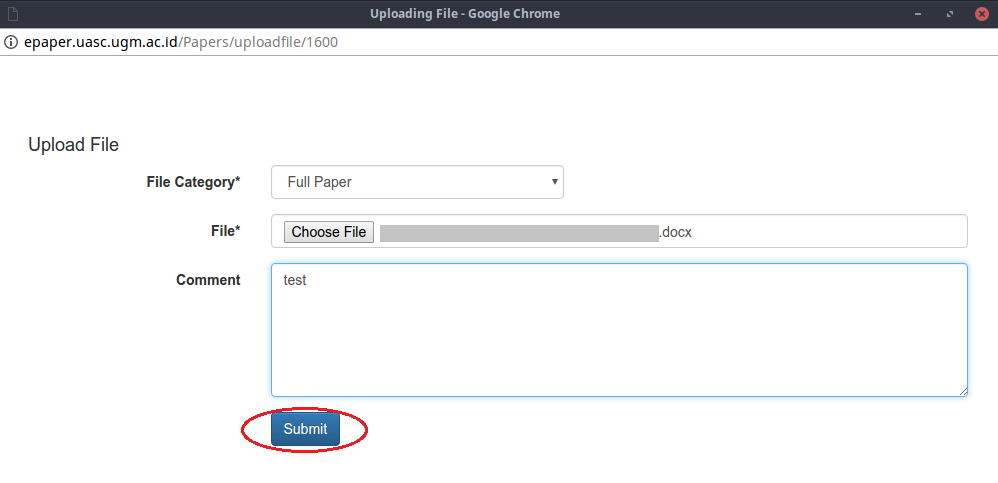 Uploading File - Google Chrome
epaper.uasc.ugm.ac.id/Papers/uploadfile/1600
Upload File
File Category* Full Paper
File* Choose File .docx
Comment test
Submit